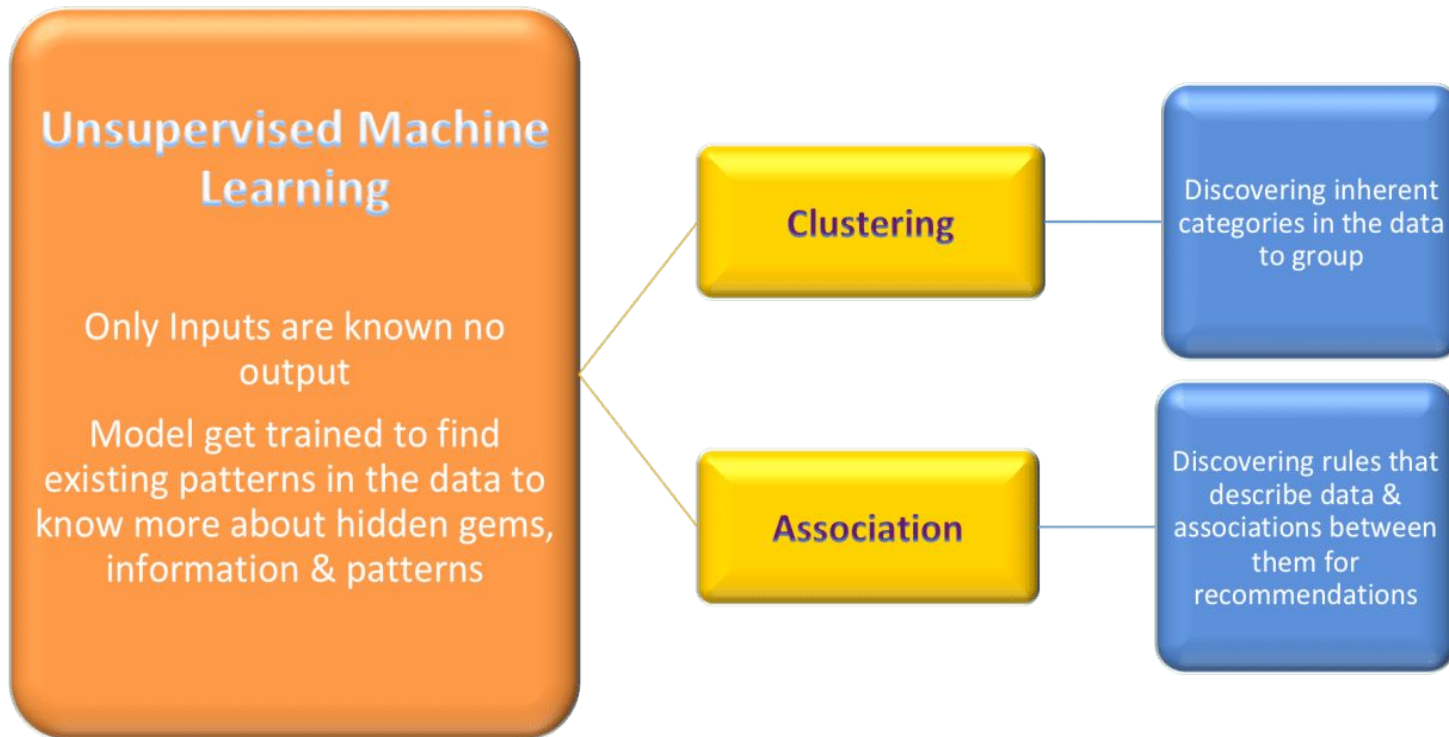 Unsupervised Machine
Learning
Only Inputs are known no
output
Model get trained to find
existing patterns in the data to
know more about hidden gems,
information & patterns
Clustering
Discovering inherent
categories in the data
to group
Association
Discovering rules that
describe data &
associations between
them for
recommendations